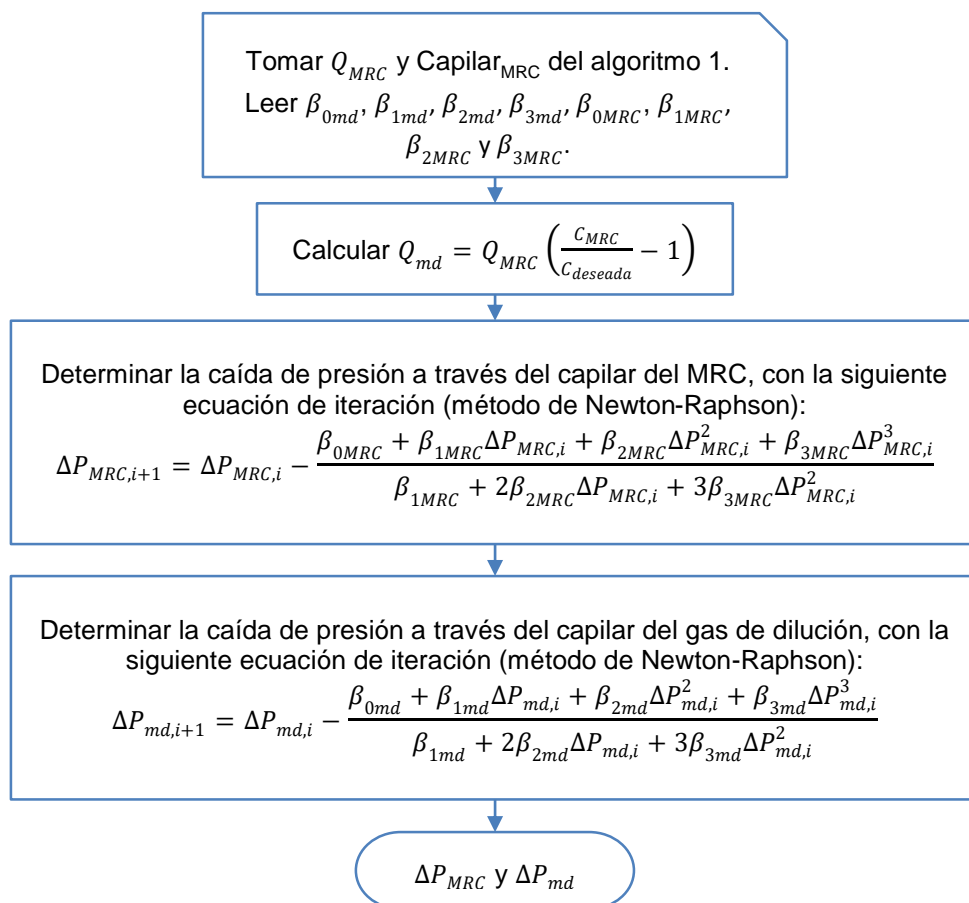 Tomar Q_MRC y Capilar_MRC del algoritmo 1.
Leer β_0md, β_1md, β_2md, β_3md, β_0MRC, β_1MRC,
β_2MRC y β_3MRC.
Calcular Q_md = Q_MRC (C_MRC / C_deseada − 1)
Determinar la caída de presión a través del capilar del MRC, con la siguiente
ecuación de iteración (método de Newton-Raphson):
ΔP_MRC,i+1 = ΔP_MRC,i − (β_0MRC + β_1MRC ΔP_MRC,i + β_2MRC ΔP²_MRC,i + β_3MRC ΔP³_MRC,i) / (β_1MRC + 2β_2MRC ΔP_MRC,i + 3β_3MRC ΔP²_MRC,i)
Determinar la caída de presión a través del capilar del gas de dilución, con la
siguiente ecuación de iteración (método de Newton-Raphson):
ΔP_md,i+1 = ΔP_md,i − (β_0md + β_1md ΔP_md,i + β_2md ΔP²_md,i + β_3md ΔP³_md,i) / (β_1md + 2β_2md ΔP_md,i + 3β_3md ΔP²_md,i)
ΔP_MRC y ΔP_md